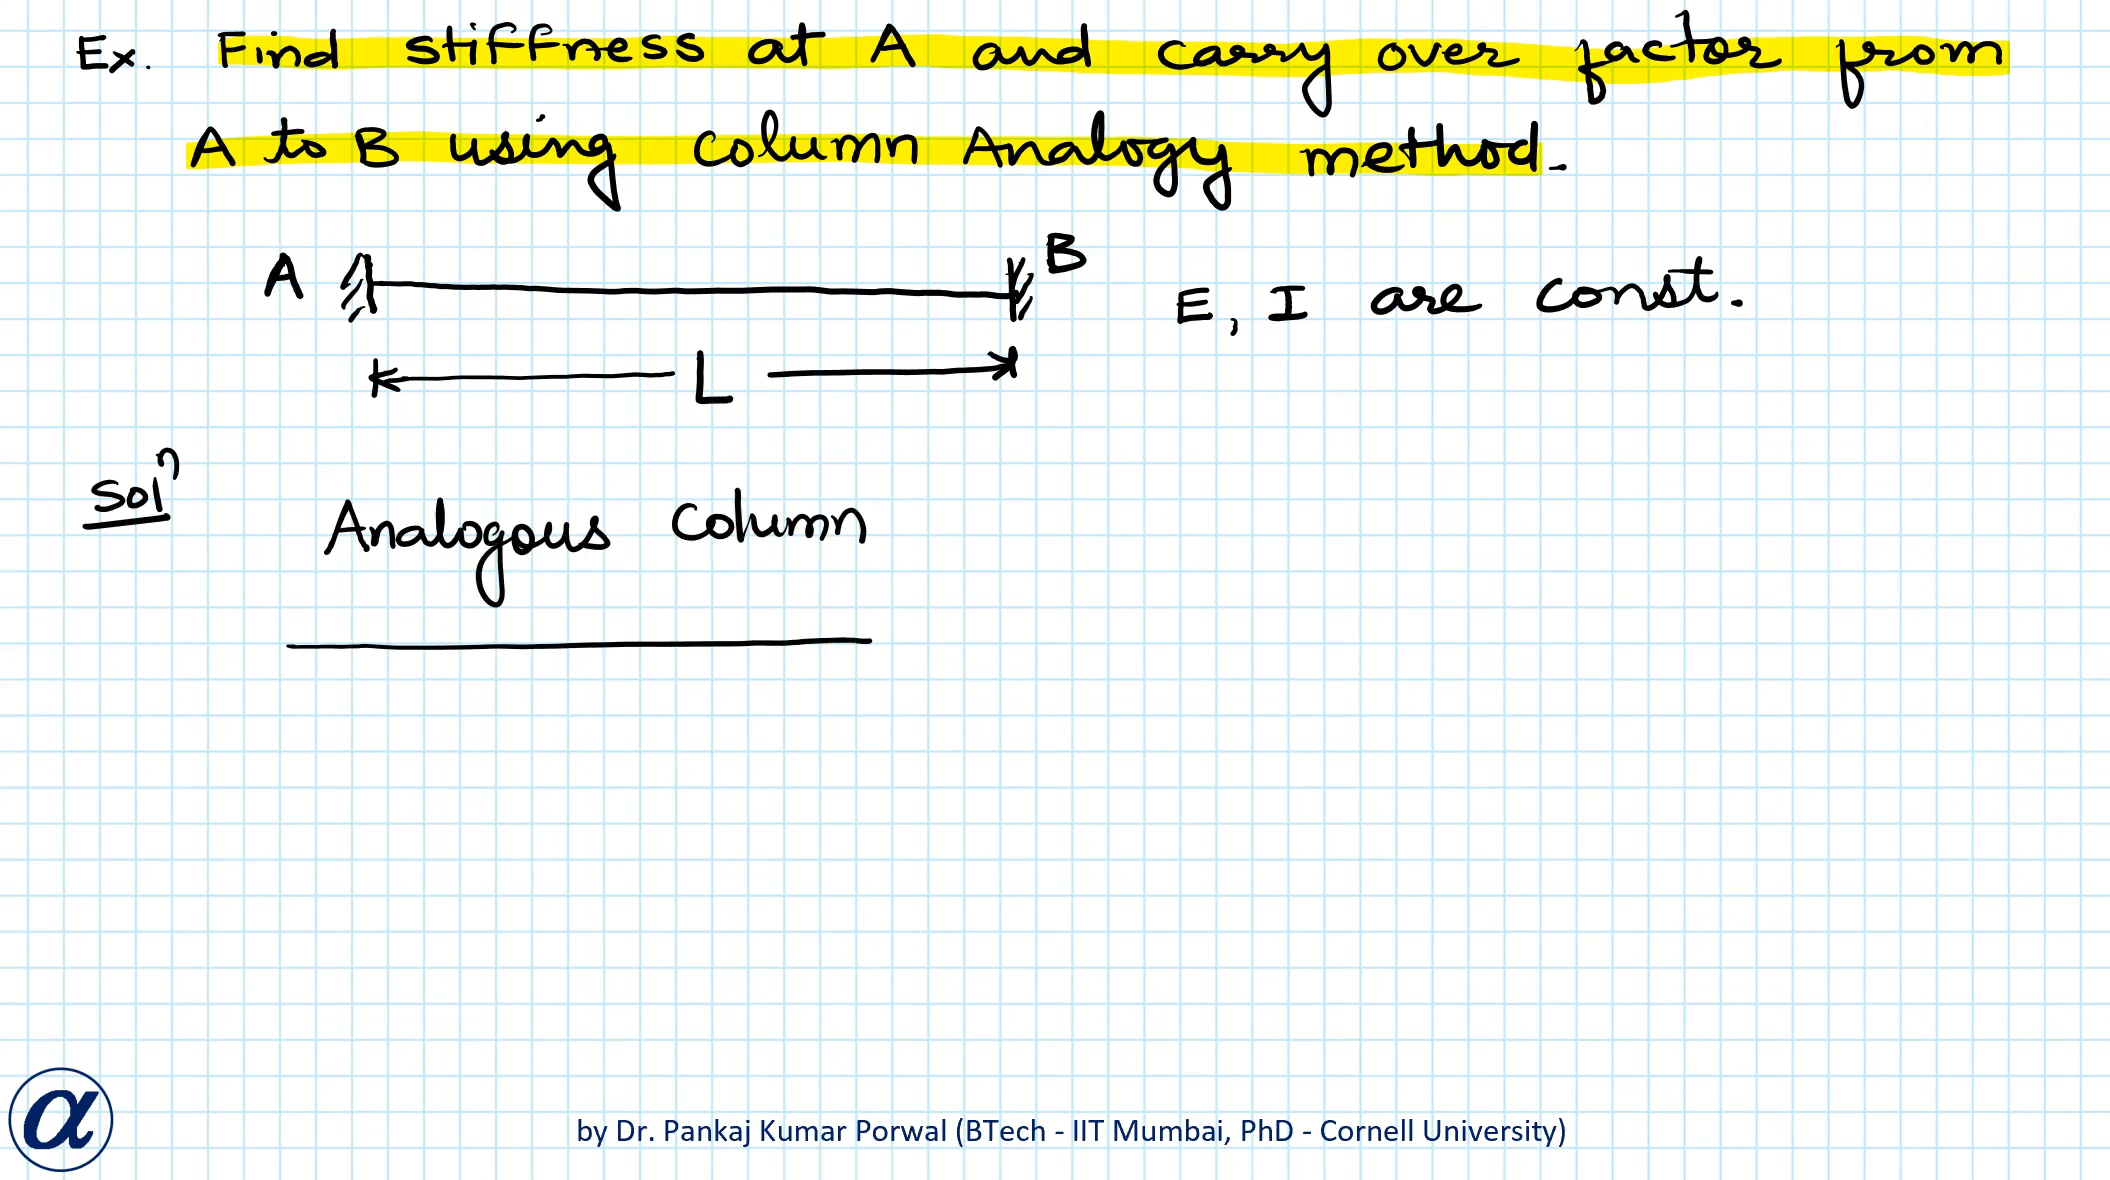 Ex. Find stiffness at A and carry over factor from
A to B using column Analogy method.
A B
E, I are const.
L
Solⁿ
Analogous Column
α
by Dr. Pankaj Kumar Porwal (BTech - IIT Mumbai, PhD - Cornell University)